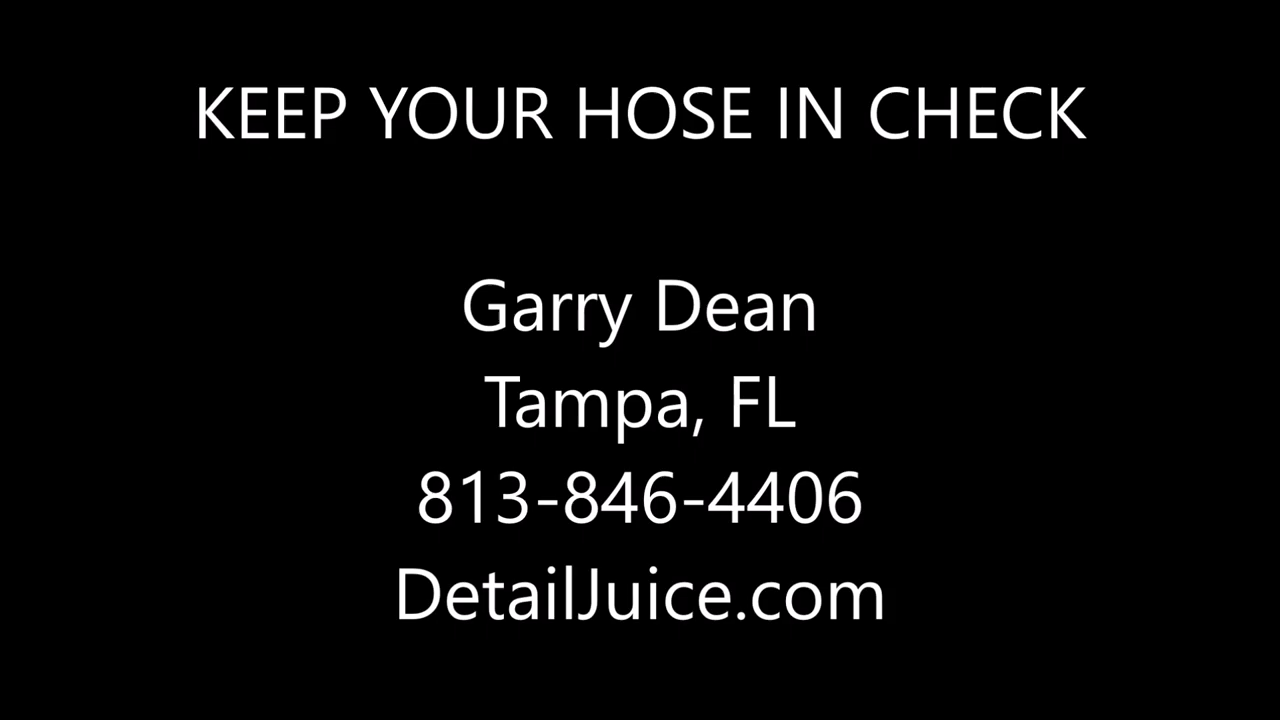 KEEP YOUR HOSE IN CHECK
Garry Dean
Tampa, FL
813-846-4406
DetailJuice.com